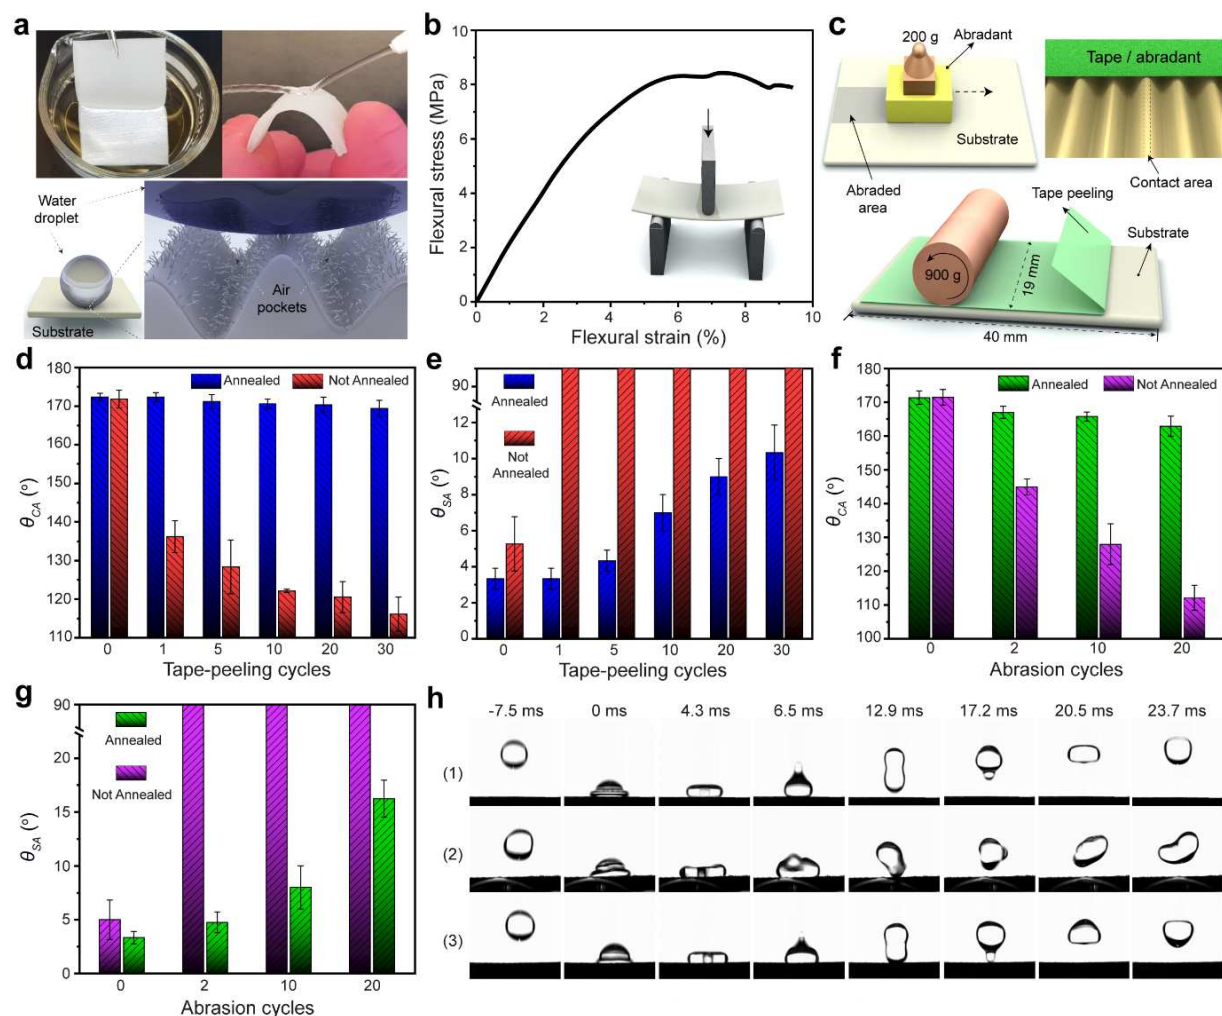 a
Water
droplet
Substrate
Air
pockets
b
Flexural stress (MPa)
10
8
6
4
2
0
0 2 4 6 8 10
Flexural strain (%)
c
200 g
Abradant
Substrate
Abraded
area
Tape / abradant
Contact area
Tape peeling
Substrate
900 g
19 mm
40 mm
d
θCA (°)
180
170
160
150
140
130
120
110
Annealed
Not Annealed
0 1 5 10 20 30
Tape-peeling cycles
e
θSA (°)
90
12
10
8
6
4
2
0
Annealed
Not
Annealed
0 1 5 10 20 30
Tape-peeling cycles
f
θCA (°)
180
170
160
150
140
130
120
110
100
Annealed
Not Annealed
0 2 10 20
Abrasion cycles
g
θSA (°)
90
20
15
10
5
0
Annealed
Not Annealed
0 2 10 20
Abrasion cycles
h
-7.5 ms 0 ms 4.3 ms 6.5 ms 12.9 ms 17.2 ms 20.5 ms 23.7 ms
(1)
(2)
(3)